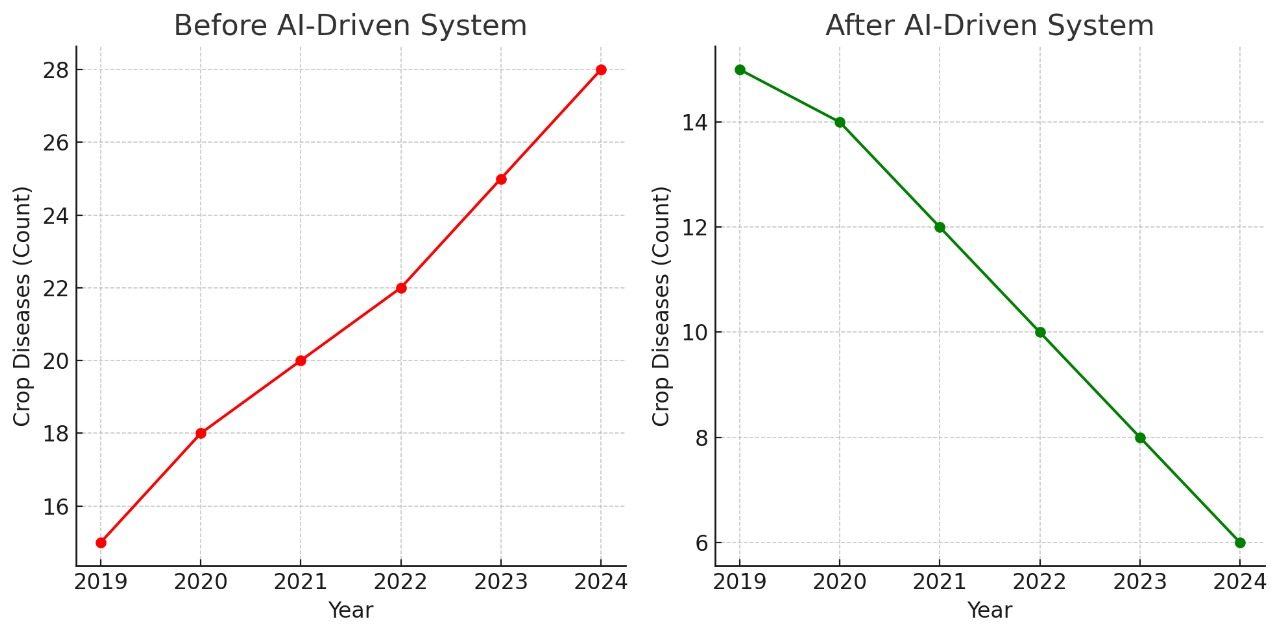 Before AI-Driven System
Crop Diseases (Count)
28
26
24
22
20
18
16
2019 2020 2021 2022 2023 2024
Year
After AI-Driven System
Crop Diseases (Count)
14
12
10
8
6
2019 2020 2021 2022 2023 2024
Year